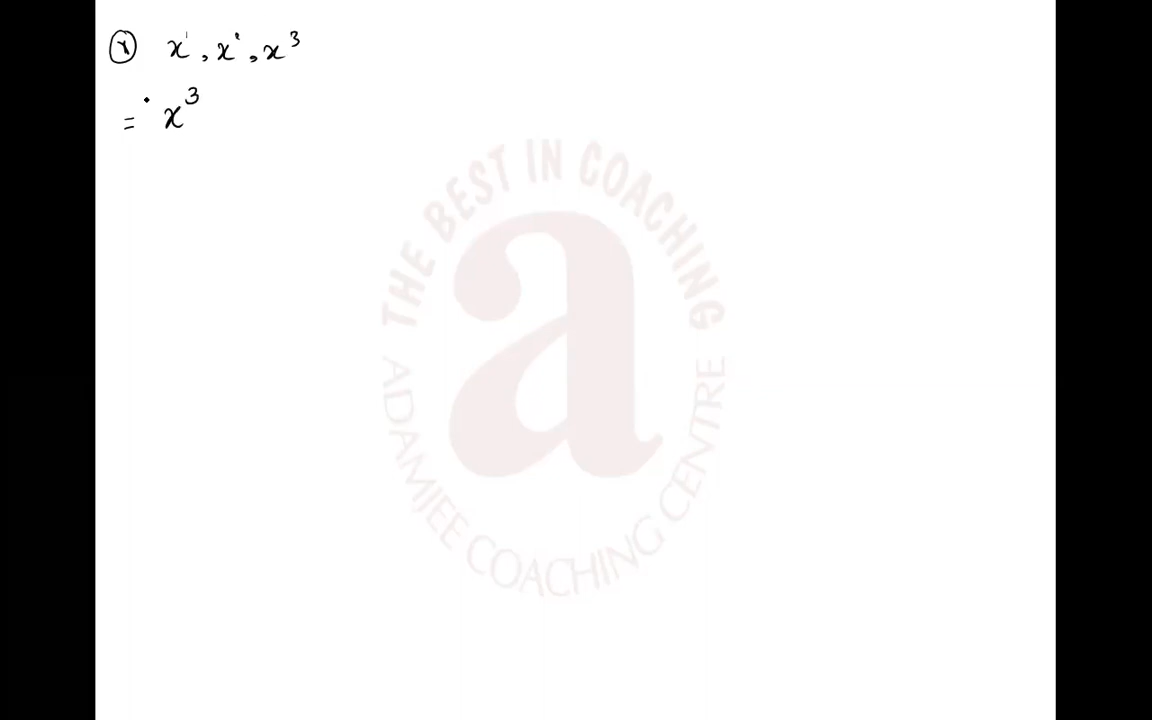 x x¹, x¹, x³
= x³
THE BEST IN COACHING
a
ADAMJEE COACHING CENTRE